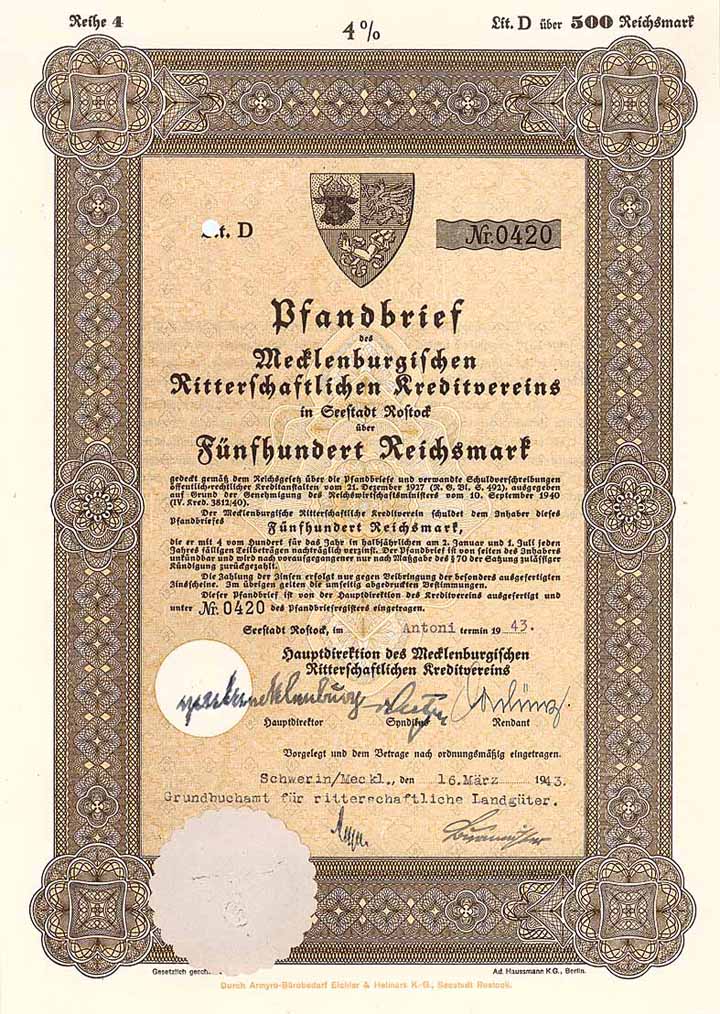 Reihe 4
4%
Lit. D über 500 Reichsmark
Lit. D
Nr. 0420
Pfandbrief
des
Mecklenburgischen
Ritterschaftlichen Kreditvereins
in Seestadt Rostock
über
Fünfhundert Reichsmark
gedeckt gemäß dem Reichsgesetz über die Pfandbriefe und verwandte Schuldverschreibungen
öffentlich-rechtlicher Kreditanstalten vom 21. Dezember 1927 (R. G. Bl. S. 492), ausgegeben
auf Grund der Genehmigung des Reichswirtschaftsministers vom 10. September 1940
(IV. Kred. 3812/40).
Der Mecklenburgische Ritterschaftliche Kreditverein schuldet dem Inhaber dieses
Pfandbriefes
Fünfhundert Reichsmark,
die er mit 4 vom Hundert für das Jahr in halbjährlichen am 2. Januar und 1. Juli jeden
Jahres fälligen Teilbeträgen nachträglich verzinst. Der Pfandbrief ist von seiten des Inhabers
unkündbar und wird nach vorausgegangener nur nach Maßgabe des § 70 der Satzung zulässiger
Kündigung zurückgezahlt.
Die Zahlung der Zinsen erfolgt nur gegen Beibringung der besonders ausgefertigten
Zinsscheine. Im übrigen gelten die umseitig abgedruckten Bestimmungen.
Dieser Pfandbrief ist von der Hauptdirektion des Kreditvereins ausgefertigt und
unter Nr. 0420 des Pfandbriefregisters eingetragen.
Seestadt Rostock, im Antoni termin 1943.
Hauptdirektion des Mecklenburgischen
Ritterschaftlichen Kreditvereins
Hauptdirektor Syndikus Rendant
Vorgelegt und dem Betrage nach ordnungsmäßig eingetragen.
Schwerin/Meckl., den 16. März 1943.
Grundbuchamt für ritterschaftliche Landgüter.
Gesetzlich
Ad. Haussmann K.G., Berlin.
Durch Armyro-Bürobedarf Eichler & Helmars K.-G., Seestadt Rostock.